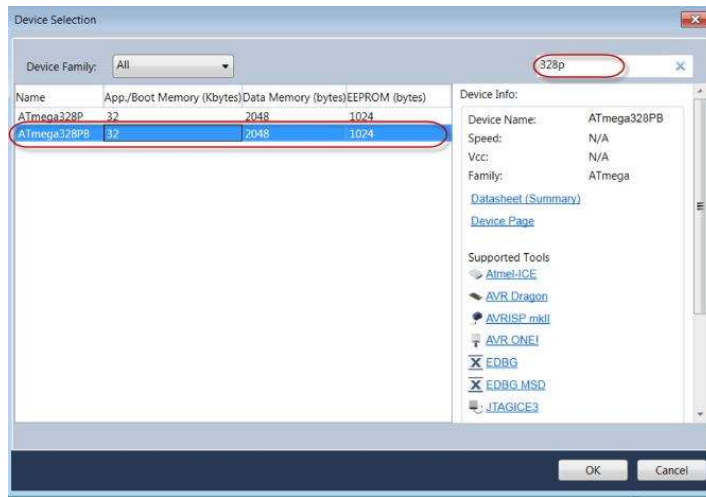 Device Selection
Device Family: All 328p
Name App./Boot Memory (Kbytes) Data Memory (bytes) EEPROM (bytes)
ATmega328P 32 2048 1024
ATmega328PB 32 2048 1024
Device Info:
Device Name: ATmega328PB
Speed: N/A
Vcc: N/A
Family: ATmega
Datasheet (Summary)
Device Page
Supported Tools
Atmel-ICE
AVR Dragon
AVRISP mkII
AVR ONE!
EDBG
EDBG MSD
JTAGICE3
OK Cancel